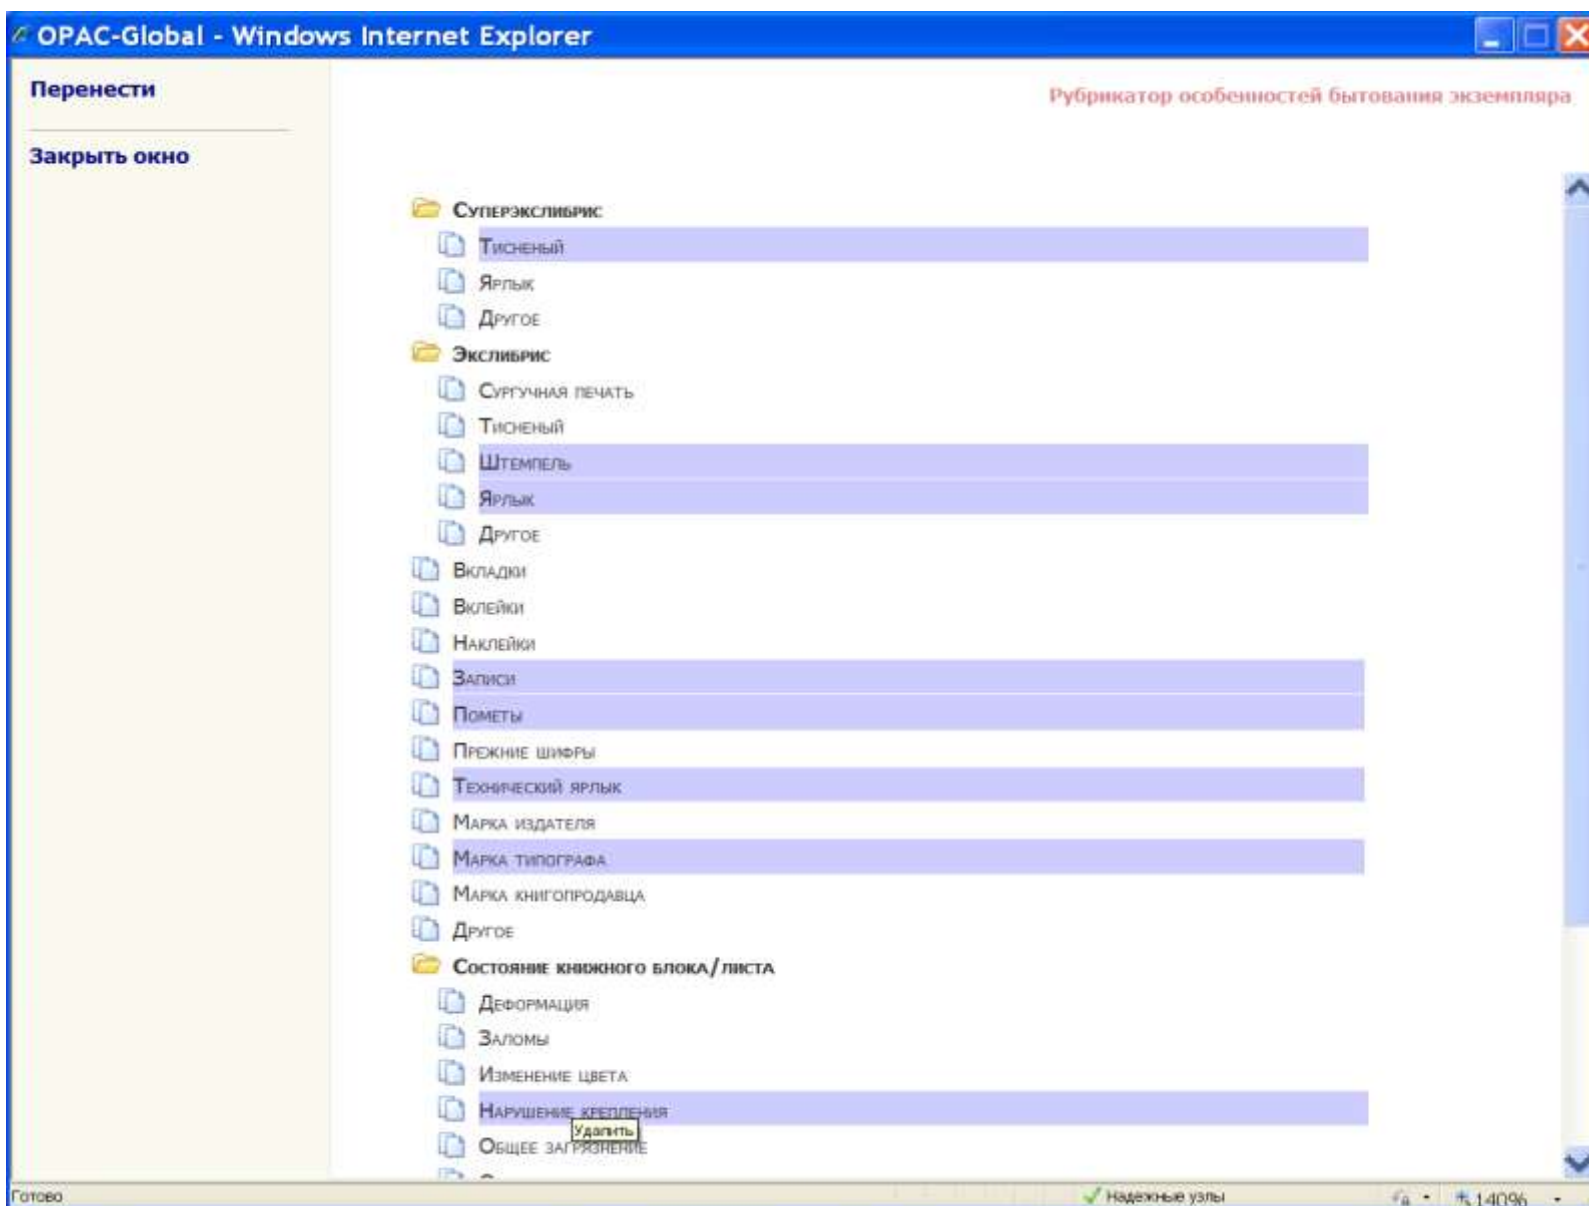 OPAC-Global - Windows Internet Explorer
Перенести
Рубрикатор особенностей бытования экземпляра
Закрыть окно
Суперэкслибрис
Тисненый
Ярлык
Другое
Экслибрис
Сургучная печать
Тисненый
Штемпель
Ярлык
Другое
Вкладки
Вклейки
Наклейки
Записи
Пометы
Прежние шифры
Технический ярлык
Марка издателя
Марка типографа
Марка книгопродавца
Другое
Состояние книжного блока/листа
Деформация
Заломы
Изменение цвета
Нарушение крепления
Удалить
Общее загрязнение
Готово
Надежные узлы
140%